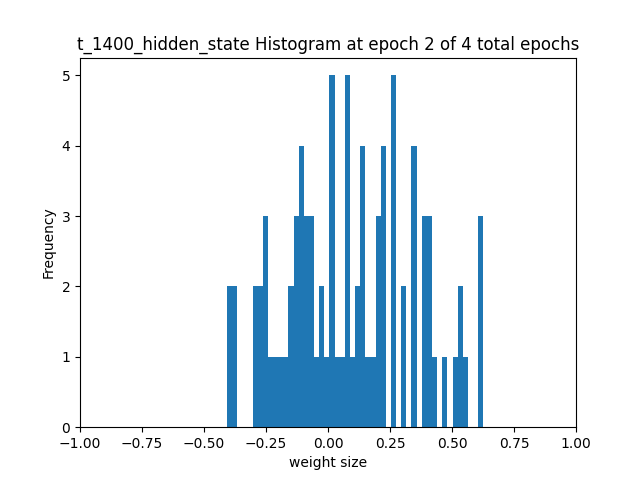 t_1400_hidden_state Histogram at epoch 2 of 4 total epochs
Frequency
5
4
3
2
1
0
−1.00 −0.75 −0.50 −0.25 0.00 0.25 0.50 0.75 1.00
weight size